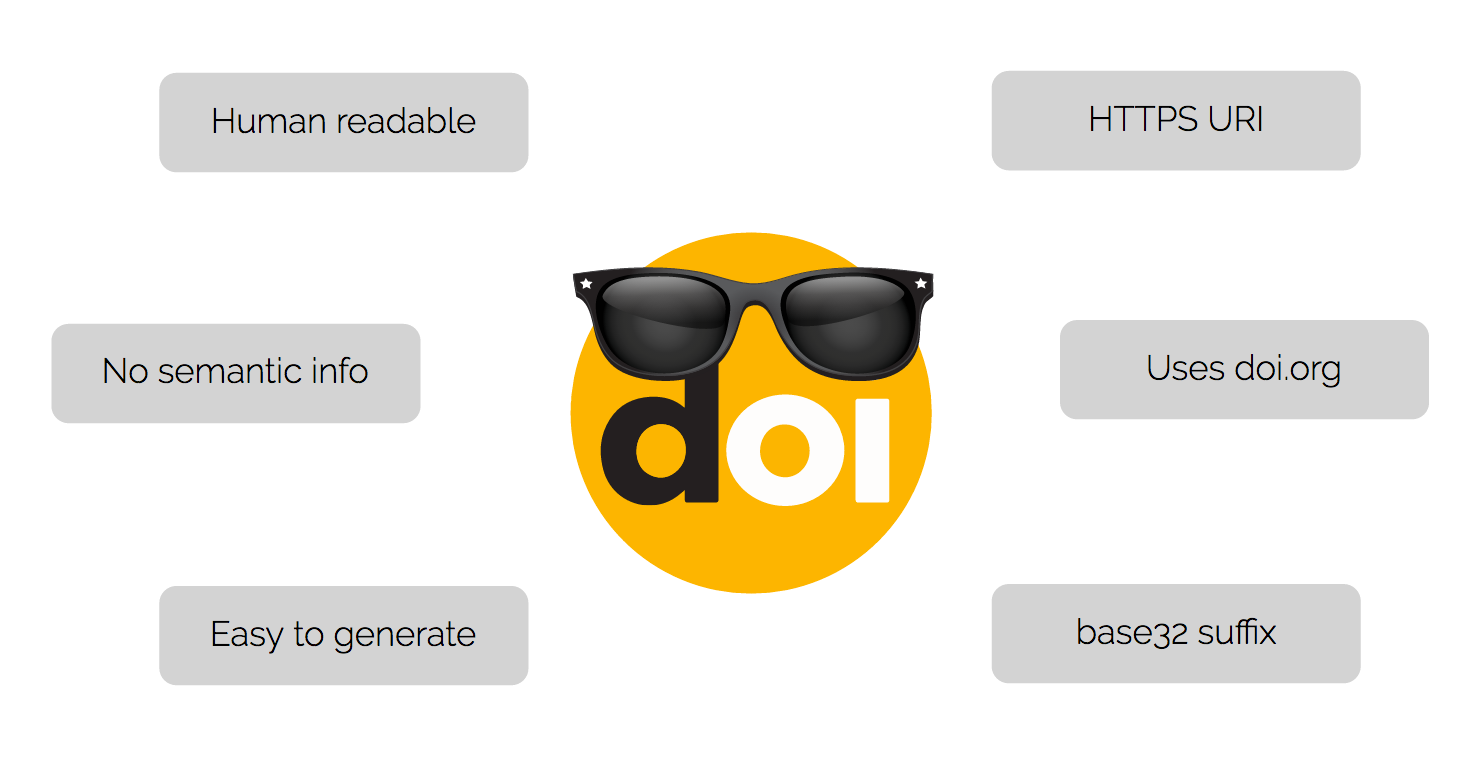 Human readable
HTTPS URI
No semantic info
Uses doi.org
doi
Easy to generate
base32 suffix